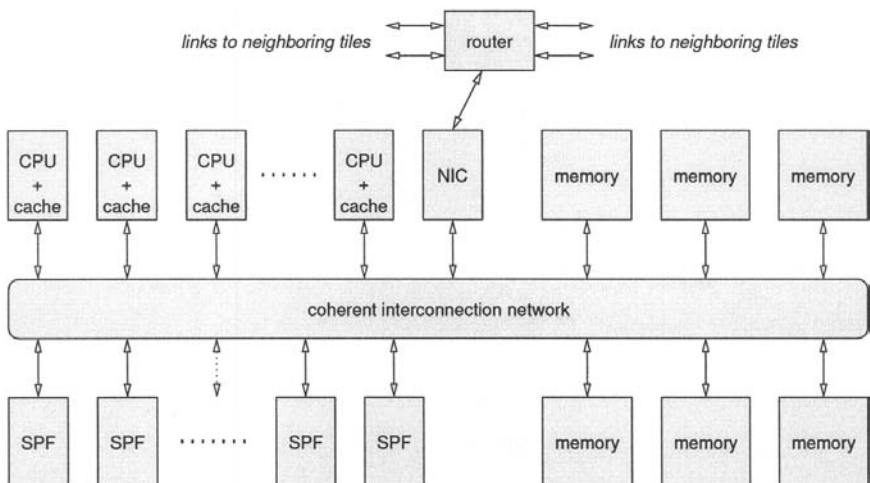 links to neighboring tiles
router
links to neighboring tiles
CPU
+
cache
CPU
+
cache
CPU
+
cache
CPU
+
cache
NIC
memory
memory
memory
coherent interconnection network
SPF
SPF
SPF
SPF
memory
memory
memory